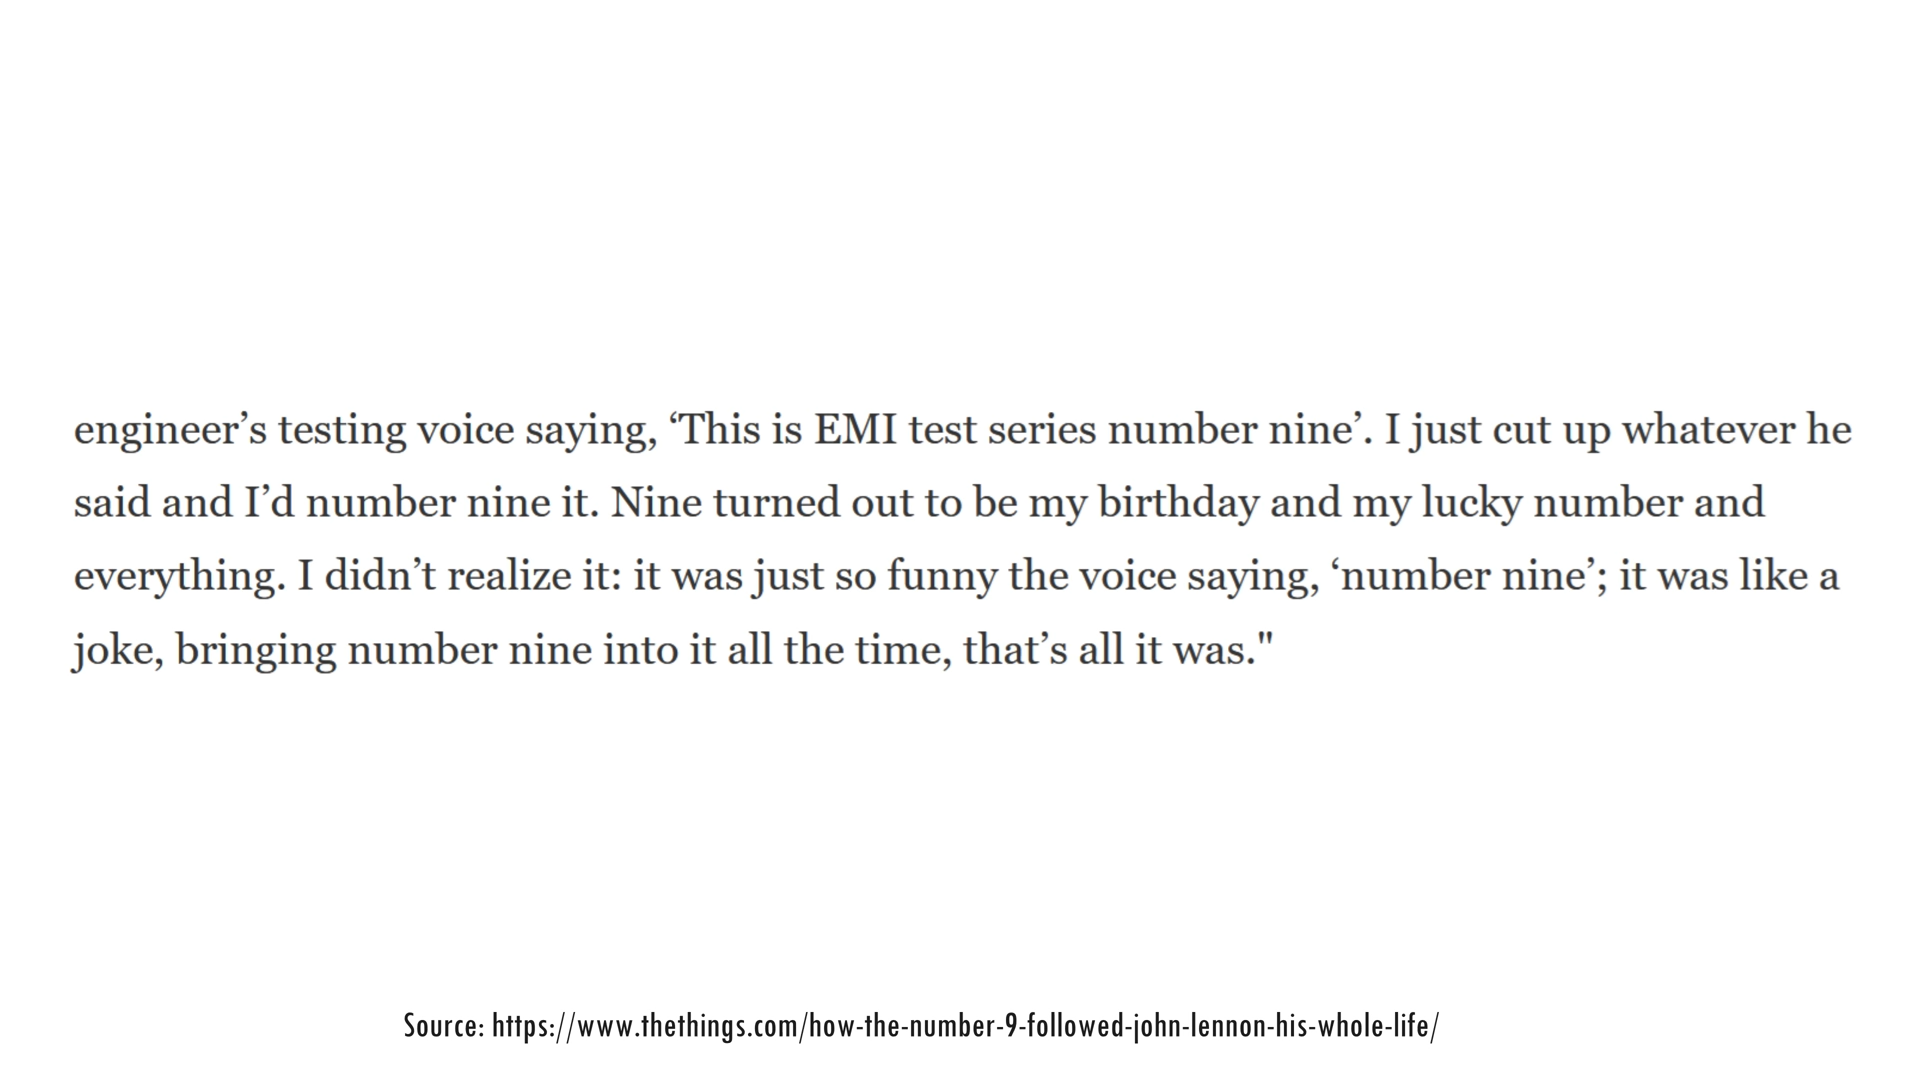 engineer’s testing voice saying, ‘This is EMI test series number nine’. I just cut up whatever he
said and I’d number nine it. Nine turned out to be my birthday and my lucky number and
everything. I didn’t realize it: it was just so funny the voice saying, ‘number nine’; it was like a
joke, bringing number nine into it all the time, that’s all it was."
Source: https://www.thethings.com/how-the-number-9-followed-john-lennon-his-whole-life/